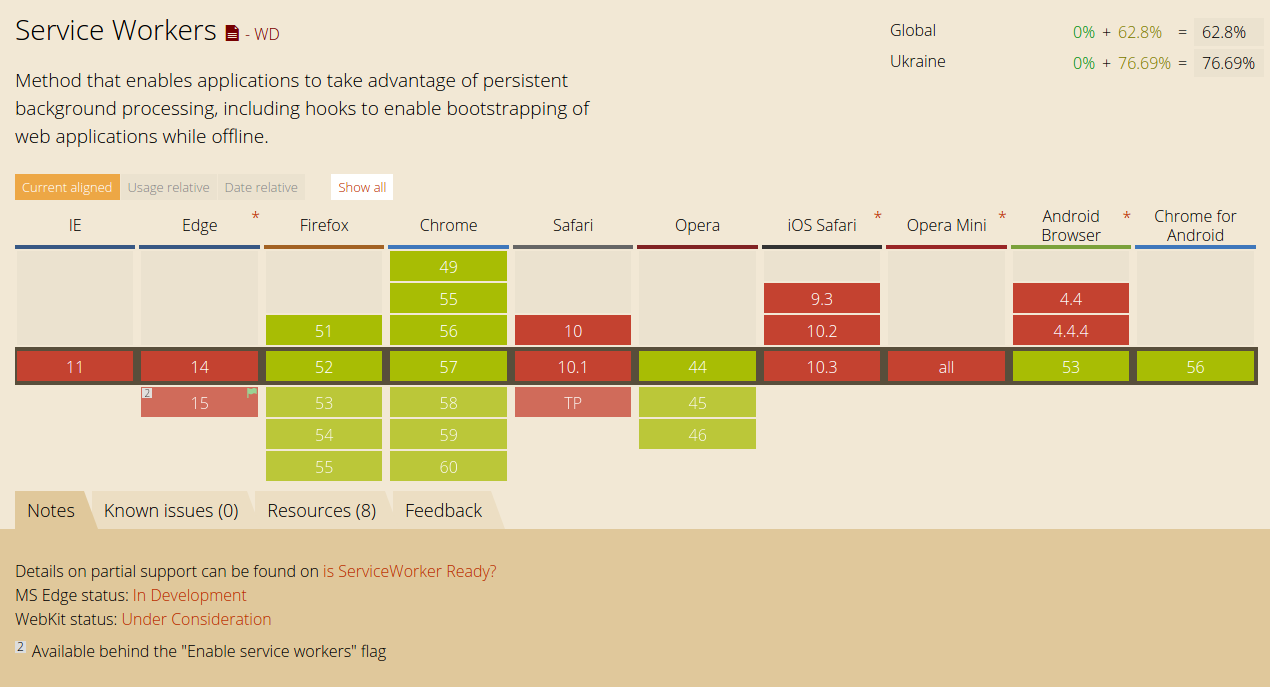 Service Workers - WD
Global 0% + 62.8% = 62.8%
Ukraine 0% + 76.69% = 76.69%
Method that enables applications to take advantage of persistent
background processing, including hooks to enable bootstrapping of
web applications while offline.
Current aligned Usage relative Date relative Show all
IE Edge * Firefox Chrome Safari Opera iOS Safari * Opera Mini * Android Browser * Chrome for Android
49
55 9.3 4.4
51 56 10 10.2 4.4.4
11 14 52 57 10.1 44 10.3 all 53 56
2 15 53 58 TP 45
54 59 46
55 60
Notes Known issues (0) Resources (8) Feedback
Details on partial support can be found on is ServiceWorker Ready?
MS Edge status: In Development
WebKit status: Under Consideration
2 Available behind the "Enable service workers" flag